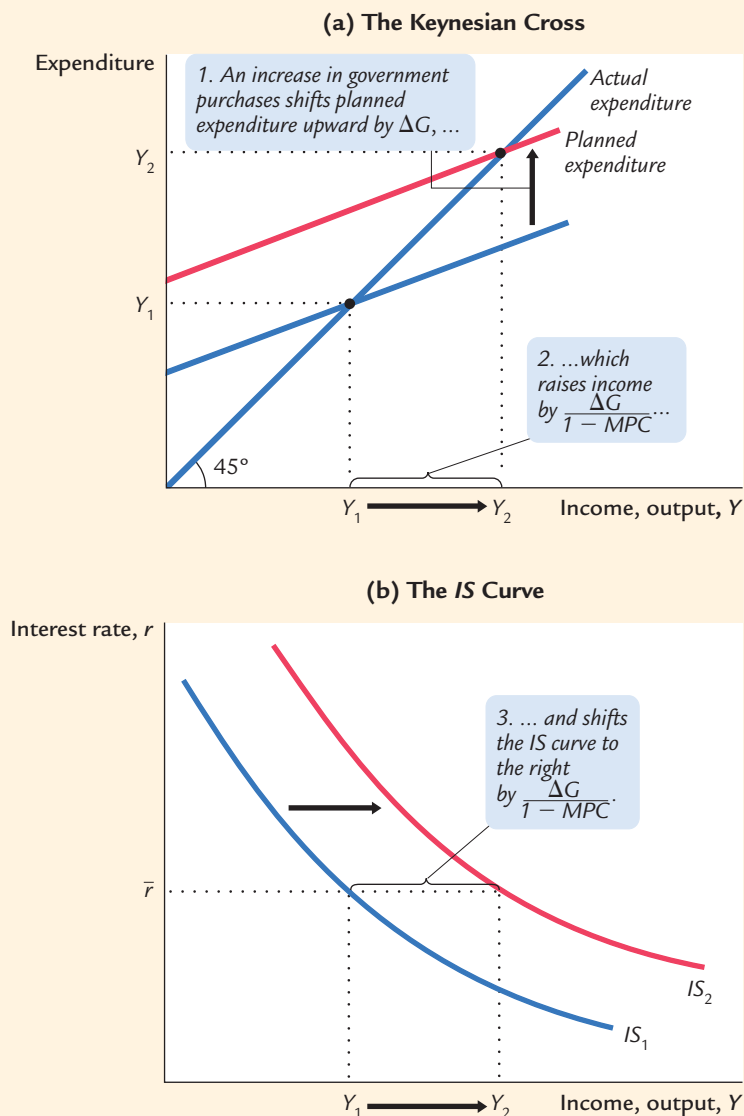 (a) The Keynesian Cross
Expenditure
1. An increase in government
purchases shifts planned
expenditure upward by ΔG, ...
Actual
expenditure
Planned
expenditure
Y₂
Y₁
2. ...which
raises income
by ΔG/(1 − MPC)...
45°
Y₁
Y₂
Income, output, Y
(b) The IS Curve
Interest rate, r
3. ... and shifts
the IS curve to
the right
by ΔG/(1 − MPC).
r̄
IS₂
IS₁
Y₁
Y₂
Income, output, Y